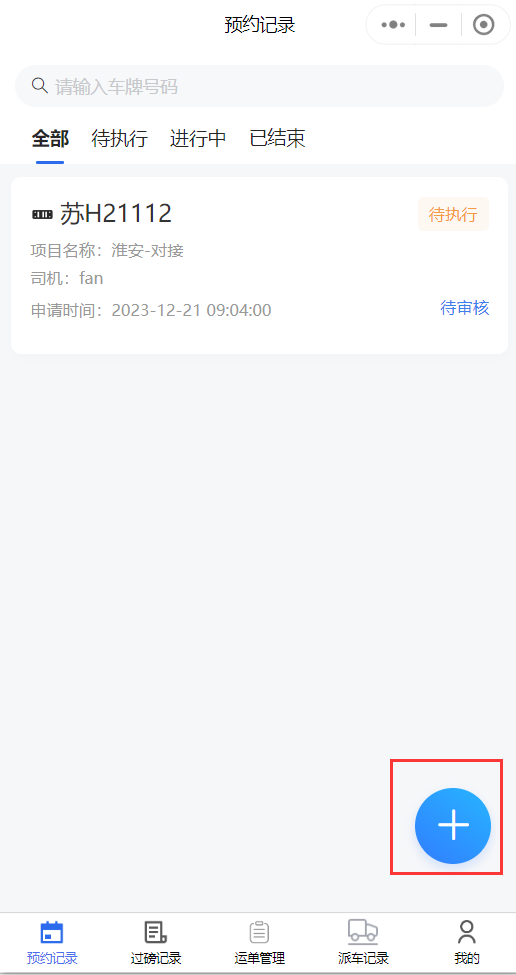 预约记录
请输入车牌号码
全部 待执行 进行中 已结束
苏H21112 待执行
项目名称：淮安-对接
司机：fan
申请时间：2023-12-21 09:04:00 待审核
预约记录 过磅记录 运单管理 派车记录 我的